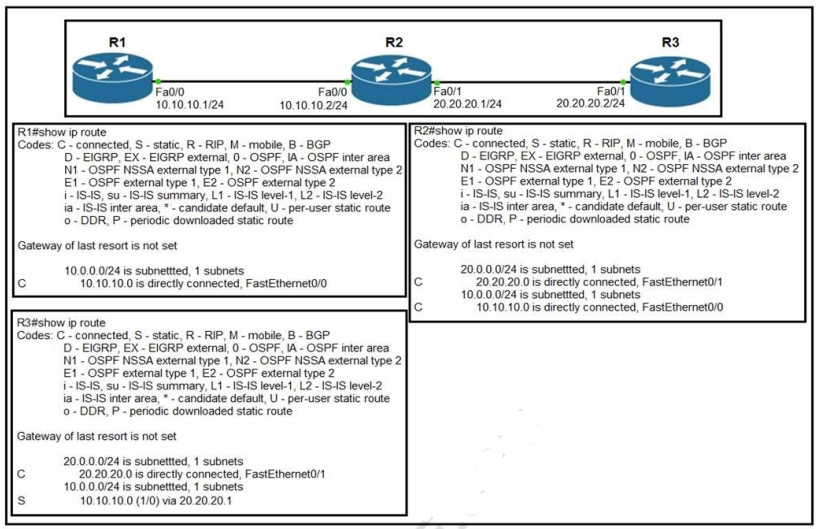 R1
R2
R3
Fa0/0
10.10.10.1/24
Fa0/0
10.10.10.2/24
Fa0/1
20.20.20.1/24
Fa0/1
20.20.20.2/24
R1#show ip route
Codes: C - connected, S - static, R - RIP, M - mobile, B - BGP
D - EIGRP, EX - EIGRP external, 0 - OSPF, IA - OSPF inter area
N1 - OSPF NSSA external type 1, N2 - OSPF NSSA external type 2
E1 - OSPF external type 1, E2 - OSPF external type 2
i - IS-IS, su - IS-IS summary, L1 - IS-IS level-1, L2 - IS-IS level-2
ia - IS-IS inter area, * - candidate default, U - per-user static route
o - DDR, P - periodic downloaded static route
Gateway of last resort is not set
10.0.0.0/24 is subnettted, 1 subnets
C 10.10.10.0 is directly connected, FastEthernet0/0
R2#show ip route
Codes: C - connected, S - static, R - RIP, M - mobile, B - BGP
D - EIGRP, EX - EIGRP external, 0 - OSPF, IA - OSPF inter area
N1 - OSPF NSSA external type 1, N2 - OSPF NSSA external type 2
E1 - OSPF external type 1, E2 - OSPF external type 2
i - IS-IS, su - IS-IS summary, L1 - IS-IS level-1, L2 - IS-IS level-2
ia - IS-IS inter area, * - candidate default, U - per-user static route
o - DDR, P - periodic downloaded static route
Gateway of last resort is not set
20.0.0.0/24 is subnettted, 1 subnets
C 20.20.20.0 is directly connected, FastEthernet0/1
10.0.0.0/24 is subnettted, 1 subnets
C 10.10.10.0 is directly connected, FastEthernet0/0
R3#show ip route
Codes: C - connected, S - static, R - RIP, M - mobile, B - BGP
D - EIGRP, EX - EIGRP external, 0 - OSPF, IA - OSPF inter area
N1 - OSPF NSSA external type 1, N2 - OSPF NSSA external type 2
E1 - OSPF external type 1, E2 - OSPF external type 2
i - IS-IS, su - IS-IS summary, L1 - IS-IS level-1, L2 - IS-IS level-2
ia - IS-IS inter area, * - candidate default, U - per-user static route
o - DDR, P - periodic downloaded static route
Gateway of last resort is not set
20.0.0.0/24 is subnettted, 1 subnets
C 20.20.20.0 is directly connected, FastEthernet0/1
10.0.0.0/24 is subnettted, 1 subnets
S 10.10.10.0 (1/0) via 20.20.20.1